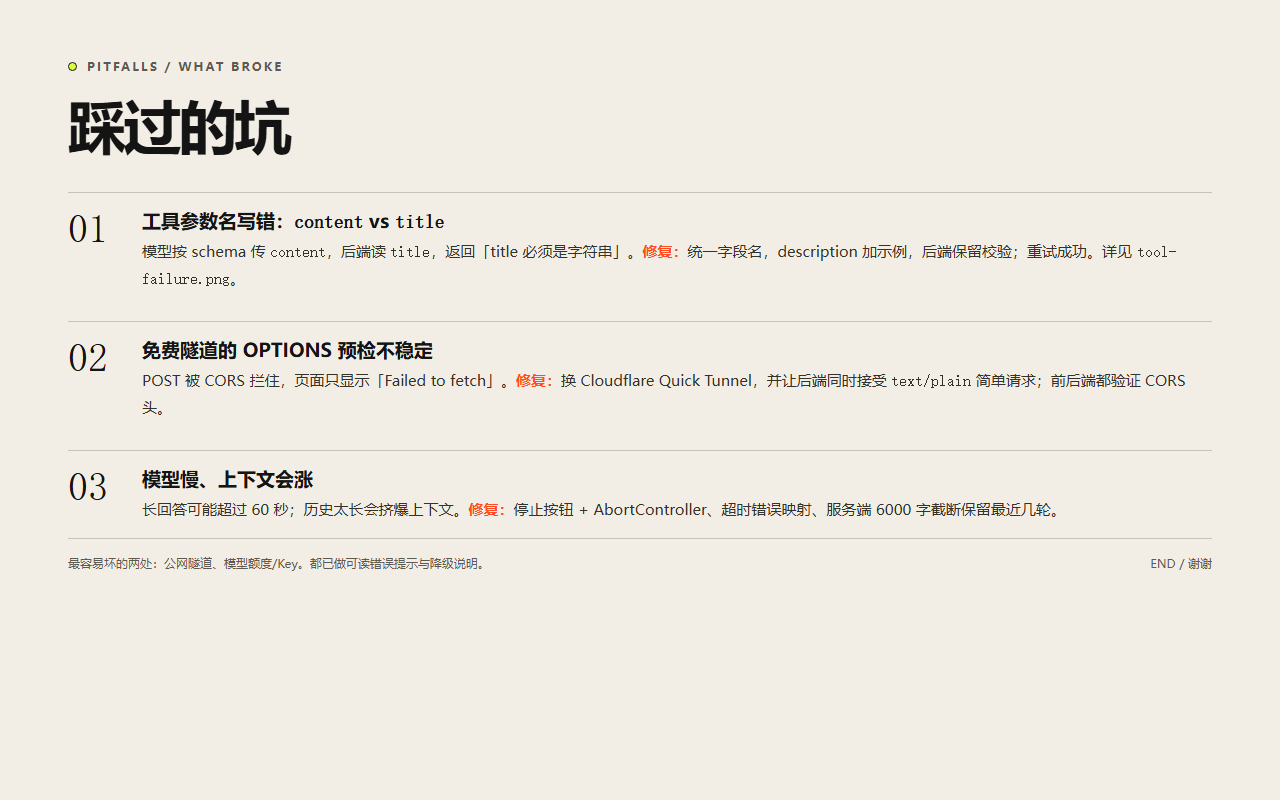 PITFALLS / WHAT BROKE
踩过的坑
01
工具参数名写错：content vs title
模型按 schema 传 content，后端读 title，返回「title 必须是字符串」。修复：统一字段名，description 加示例，后端保留校验；重试成功。详见 tool-
failure.png。
02
免费隧道的 OPTIONS 预检不稳定
POST 被 CORS 拦住，页面只显示「Failed to fetch」。修复：换 Cloudflare Quick Tunnel，并让后端同时接受 text/plain 简单请求；前后端都验证 CORS
头。
03
模型慢、上下文会涨
长回答可能超过 60 秒；历史太长会挤爆上下文。修复：停止按钮 + AbortController、超时错误映射、服务端 6000 字截断保留最近几轮。
最容易坏的两处：公网隧道、模型额度/Key。都已做可读错误提示与降级说明。
END / 谢谢